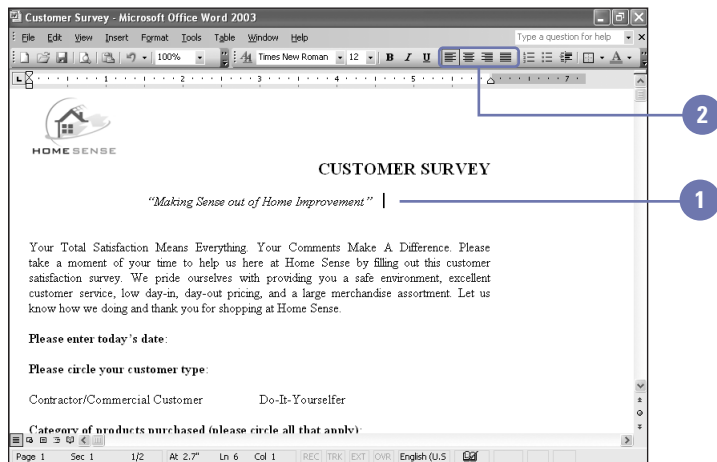 Customer Survey - Microsoft Office Word 2003
File Edit View Insert Format Tools Table Window Help Type a question for help
100% Times New Roman 12 B I U A
1 2 3 4 5 7
2
HOMESENSE
CUSTOMER SURVEY
“Making Sense out of Home Improvement”
1
Your Total Satisfaction Means Everything. Your Comments Make A Difference. Please
take a moment of your time to help us here at Home Sense by filling out this customer
satisfaction survey. We pride ourselves with providing you a safe environment, excellent
customer service, low day-in, day-out pricing, and a large merchandise assortment. Let us
know how we doing and thank you for shopping at Home Sense.
Please enter today’s date:
Please circle your customer type:
Contractor/Commercial Customer Do-It-Yourselfer
Category of products purchased (please circle all that apply):
Page 1 Sec 1 1/2 At 2.7" Ln 6 Col 1 REC TRK EXT OVR English (U.S